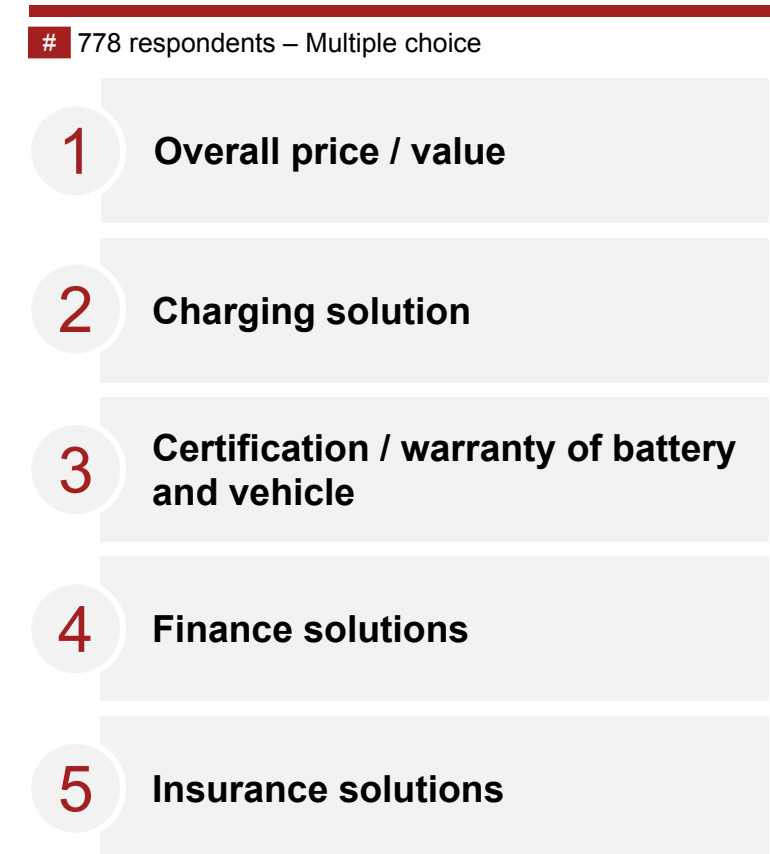 # 778 respondents – Multiple choice
1 Overall price / value
2 Charging solution
3 Certification / warranty of battery
and vehicle
4 Finance solutions
5 Insurance solutions